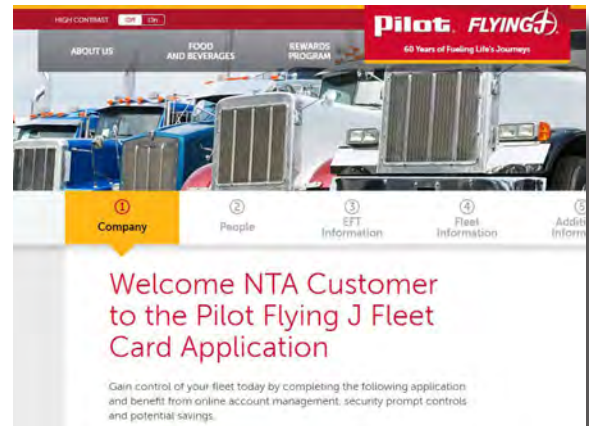 HIGH CONTRAST Off On
Pilot. FLYING J
60 Years of Fueling Life's Journeys
ABOUT US
FOOD AND BEVERAGES
REWARDS PROGRAM
1 Company
2 People
3 EFT Information
4 Fleet Information
5
Welcome NTA Customer
to the Pilot Flying J Fleet
Card Application
Gain control of your fleet today by completing the following application
and benefit from online account management, security prompt controls
and potential savings.